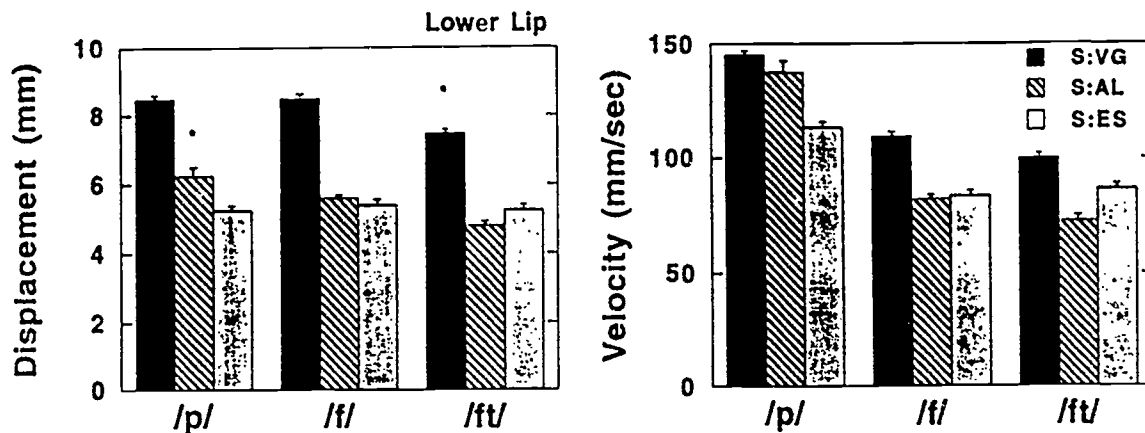 Lower Lip
Displacement (mm)
10
8
6
4
2
0
/p/
/f/
/ft/
Velocity (mm/sec)
150
100
50
0
S:VG
S:AL
S:ES
/p/
/f/
/ft/